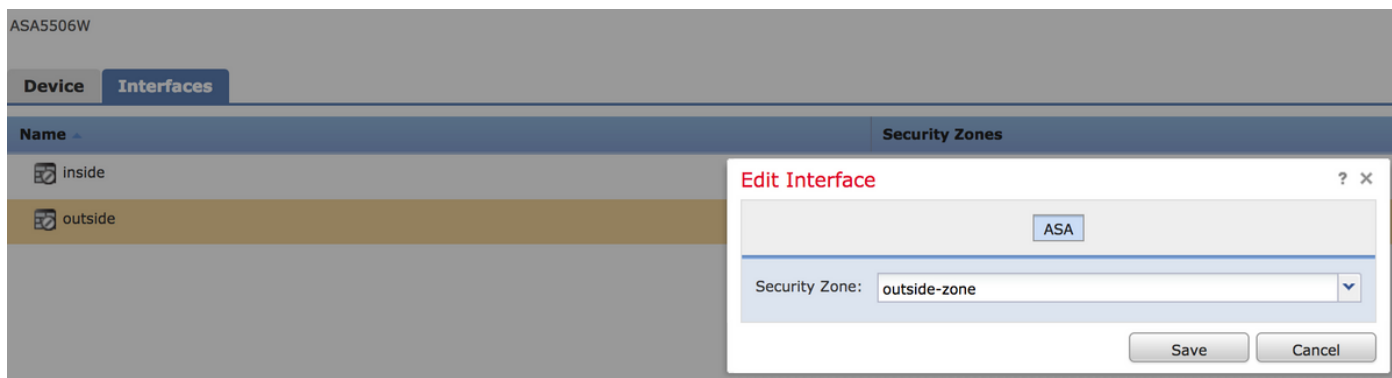 ASA5506W
Device Interfaces
Name Security Zones
inside
outside
Edit Interface ?
ASA
Security Zone: outside-zone
Save Cancel